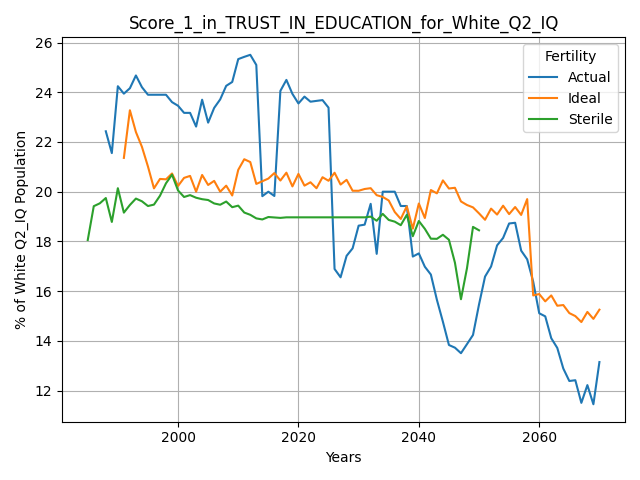 Score_1_in_TRUST_IN_EDUCATION_for_White_Q2_IQ
% of White Q2_IQ Population
26
24
22
20
18
16
14
12
Fertility
Actual
Ideal
Sterile
2000 2020 2040 2060
Years